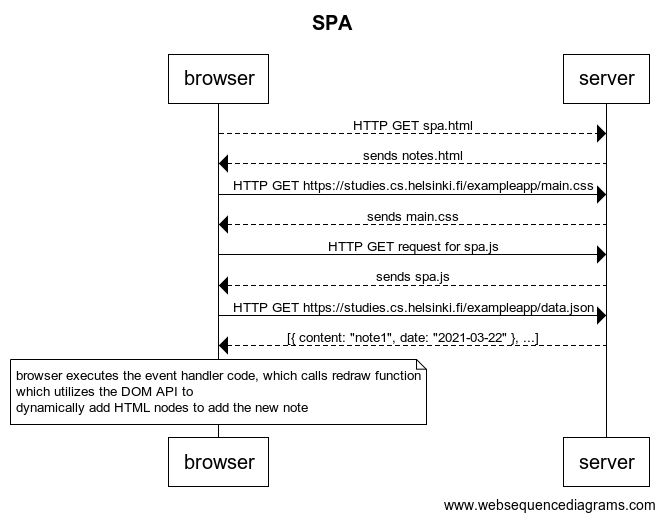 SPA
browser
server
HTTP GET spa.html
sends notes.html
HTTP GET https://studies.cs.helsinki.fi/exampleapp/main.css
sends main.css
HTTP GET request for spa.js
sends spa.js
HTTP GET https://studies.cs.helsinki.fi/exampleapp/data.json
[{ content: "note1", date: "2021-03-22" }, ...]
browser executes the event handler code, which calls redraw function
which utilizes the DOM API to
dynamically add HTML nodes to add the new note
browser
server
www.websequencediagrams.com